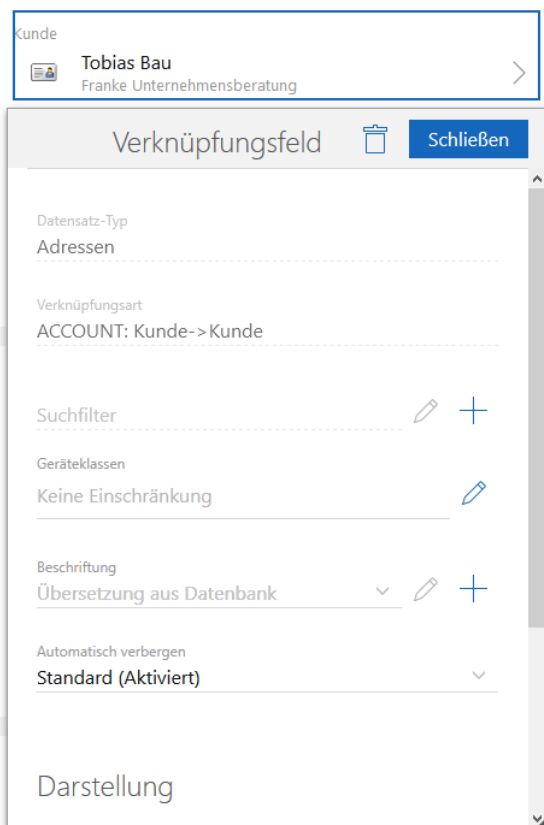 Kunde
Tobias Bau
Franke Unternehmensberatung
Verknüpfungsfeld
Schließen
Datensatz-Typ
Adressen
Verknüpfungsart
ACCOUNT: Kunde->Kunde
Suchfilter
Geräteklassen
Keine Einschränkung
Beschriftung
Übersetzung aus Datenbank
Automatisch verbergen
Standard (Aktiviert)
Darstellung